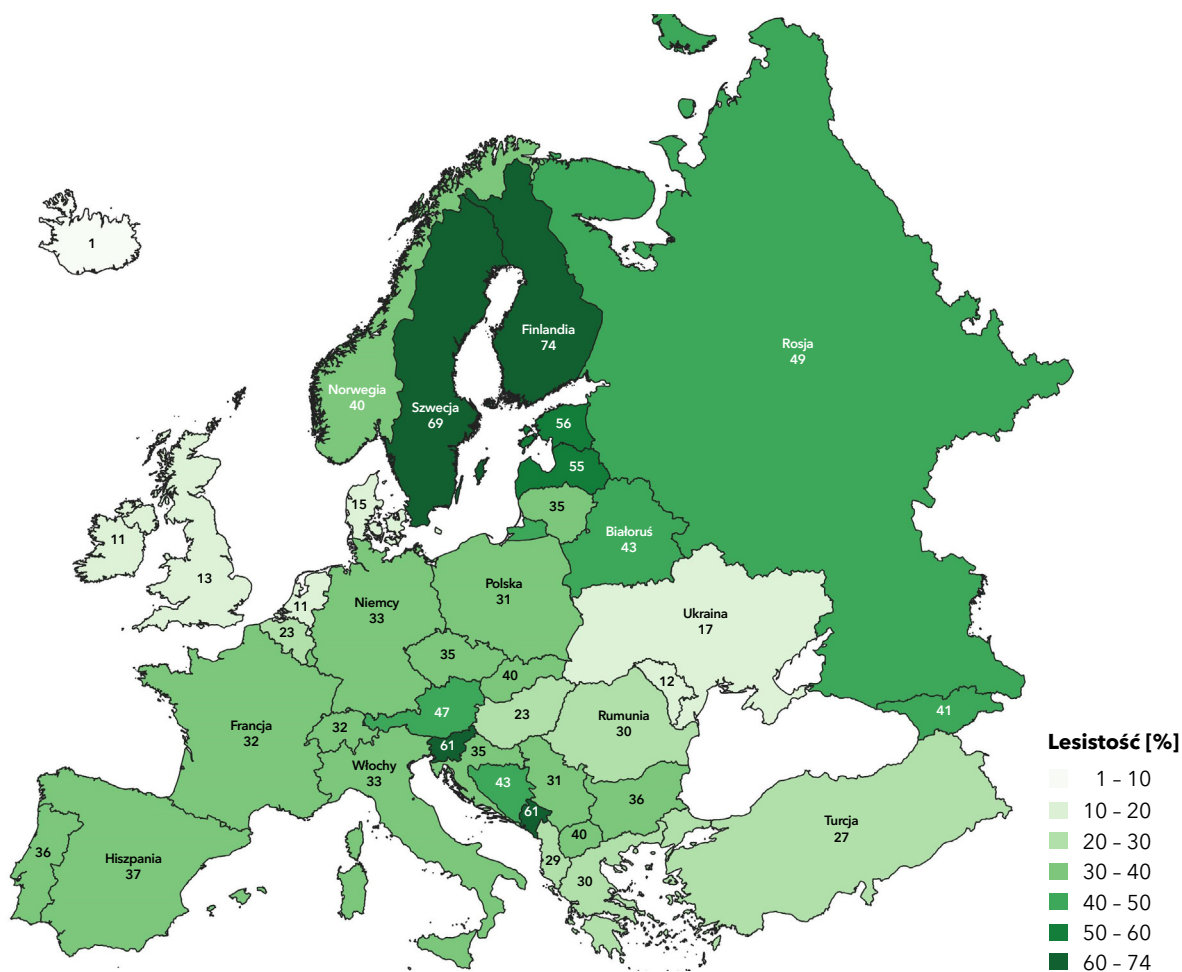 1
Finlandia
74
Rosja
49
Norwegia
40
Szwecja
69
56
55
15
35
Białoruś
43
11
13
Polska
31
11
Niemcy
33
Ukraina
17
23
35
40
12
47
23
Rumunia
30
Francja
32
32
61
35
41
Włochy
33
43
31
61
36
Turcja
27
40
36
Hiszpania
37
29
30
Lesistość [%]
1 – 10
10 – 20
20 – 30
30 – 40
40 – 50
50 – 60
60 – 74